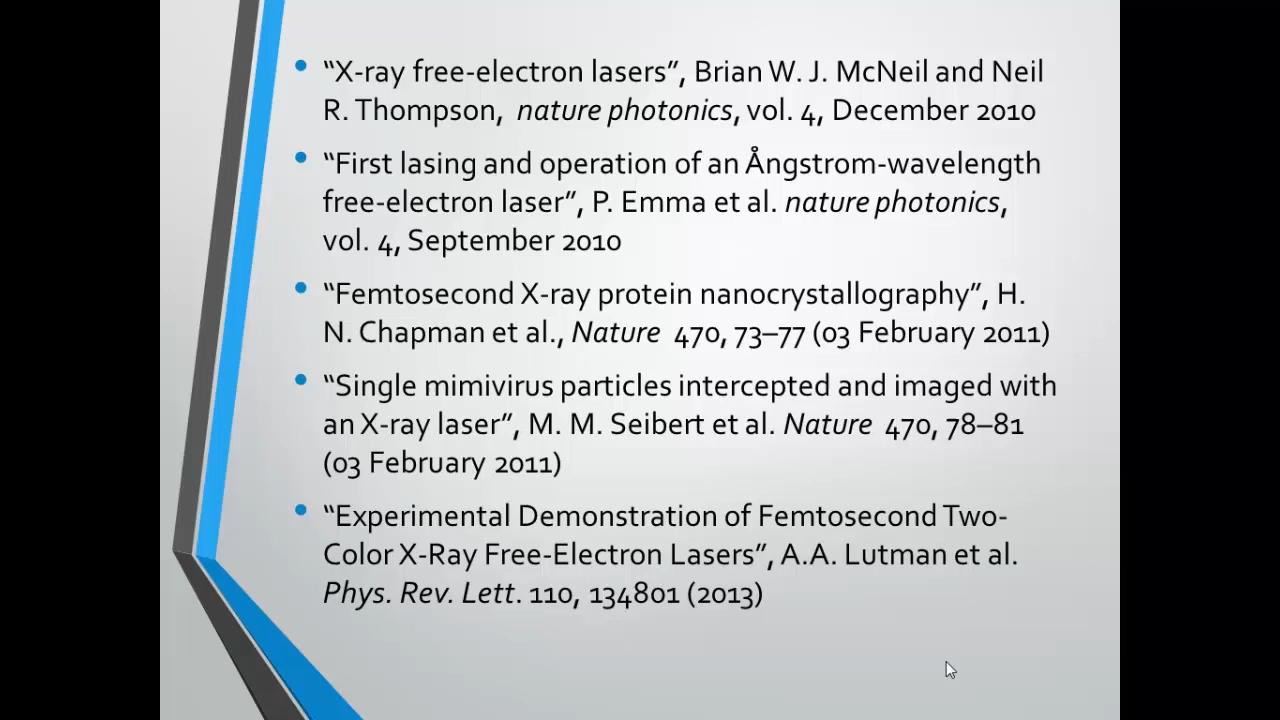 • “X-ray free-electron lasers”, Brian W. J. McNeil and Neil
R. Thompson, nature photonics, vol. 4, December 2010
• “First lasing and operation of an Ångstrom-wavelength
free-electron laser”, P. Emma et al. nature photonics,
vol. 4, September 2010
• “Femtosecond X-ray protein nanocrystallography”, H.
N. Chapman et al., Nature 470, 73–77 (03 February 2011)
• “Single mimivirus particles intercepted and imaged with
an X-ray laser”, M. M. Seibert et al. Nature 470, 78–81
(03 February 2011)
• “Experimental Demonstration of Femtosecond Two-
Color X-Ray Free-Electron Lasers”, A.A. Lutman et al.
Phys. Rev. Lett. 110, 134801 (2013)